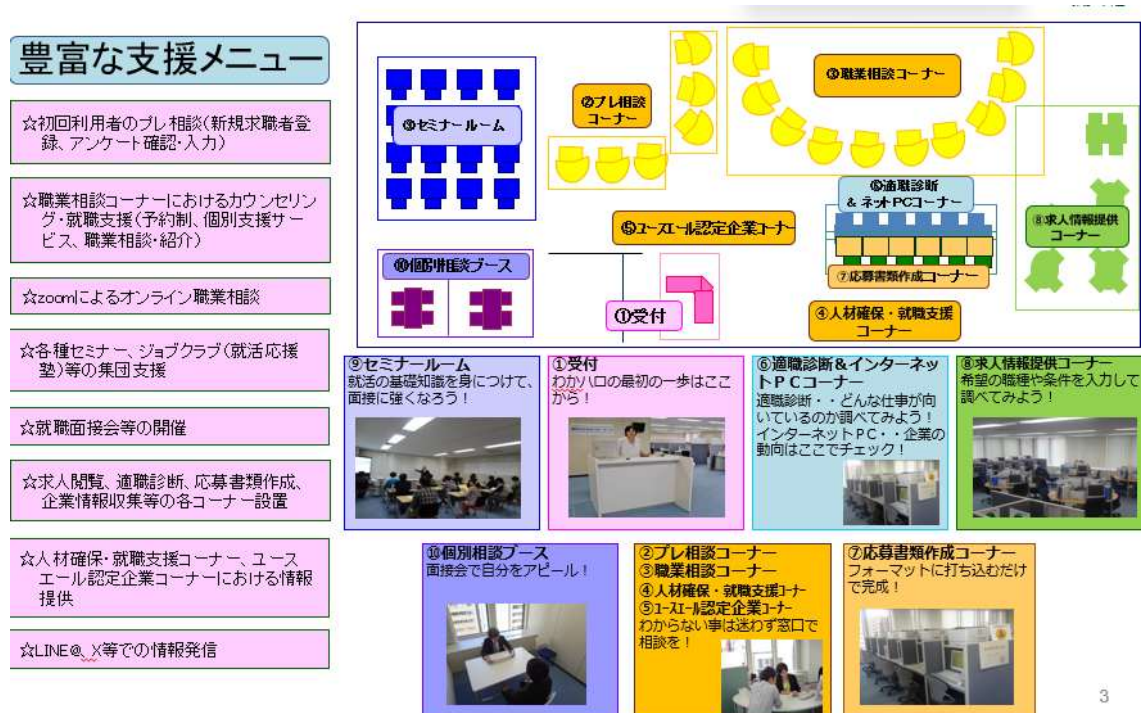 豊富な支援メニュー
☆初回利用者のプレ相談(新規求職者登
録、アンケート確認・入力)
☆職業相談コーナーにおけるカウンセリン
グ・就職支援(予約制、個別支援サー
ビス、職業相談・紹介)
☆zoomによるオンライン職業相談
☆各種セミナー、ジョブクラブ(就活応援
塾)等の集団支援
☆就職面接会等の開催
☆求人閲覧、適職診断、応募書類作成、
企業情報収集等の各コーナー設置
☆人材確保・就職支援コーナー、ユース
エール認定企業コーナーにおける情報
提供
☆LINE@、X等での情報発信
⑨セミナールーム
②プレ相談
コーナー
③職業相談コーナー
⑥適職診断
& ネットPCコーナー
⑧求人情報提供
コーナー
⑤ユースエール認定企業コーナー
⑩個別相談ブース
⑦応募書類作成コーナー
①受付
④人材確保・就職支援
コーナー
⑨セミナールーム
就活の基礎知識を身につけて、
面接に強くなろう!
①受付
わかハロの最初の一歩はここ
から!
⑥適職診断&インターネッ
トPCコーナー
適職診断・・どんな仕事が向
いているのか調べてみよう!
インターネットPC・・企業の
動向はここでチェック!
⑧求人情報提供コーナー
希望の職種や条件を入力して
調べてみよう!
⑩個別相談ブース
面接会で自分をアピール!
②プレ相談コーナー
③職業相談コーナー
④人材確保・就職支援コーナー
⑤ユースエール認定企業コーナー
わからない事は迷わず窓口で
相談を!
⑦応募書類作成コーナー
フォーマットに打ち込むだけ
で完成!
3